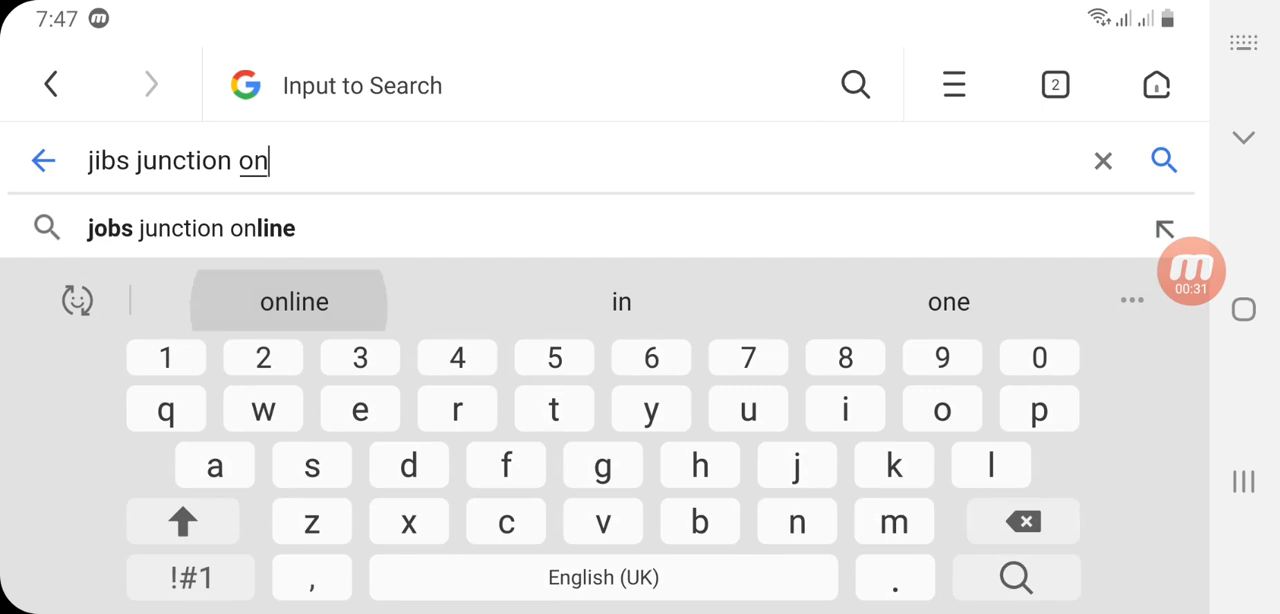 7:47
Input to Search
2
jibs junction on
jobs junction online
00:31
online in one
1 2 3 4 5 6 7 8 9 0
q w e r t y u i o p
a s d f g h j k l
z x c v b n m
!#1 , English (UK) .